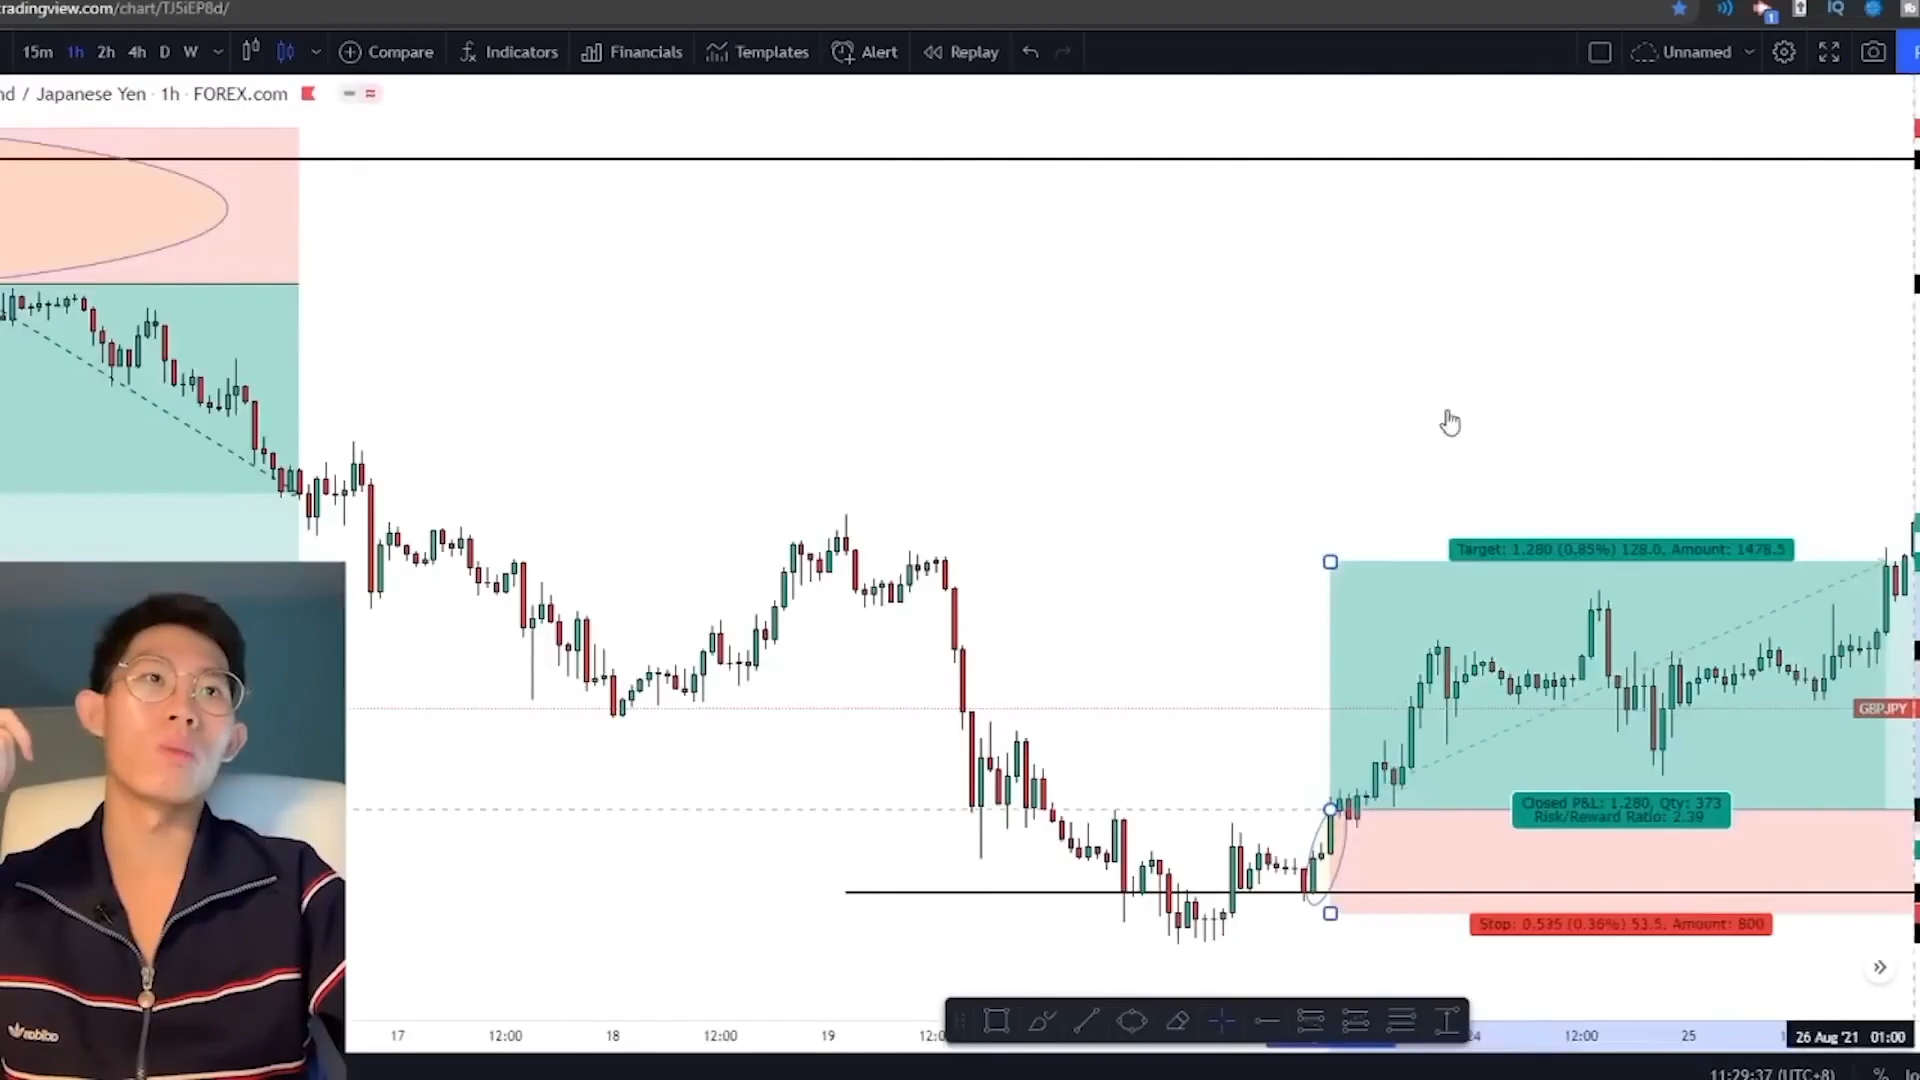 tradingview.com/chart/TJ5iEP8d/
15m 1h 2h 4h D W Compare Indicators Financials Templates Alert Replay Unnamed
nd / Japanese Yen · 1h · FOREX.com
Target: 1.280 (0.85%) 128.0, Amount: 1478.5
GBPJPY
Closed P&L: 1.280, Qty: 373
Risk/Reward Ratio: 2.39
Stop: 0.535 (0.36%) 53.5, Amount: 800
17 12:00 18 12:00 19 24 12:00 25 26 Aug '21 01:00
11:29:37 (UTC+8) %